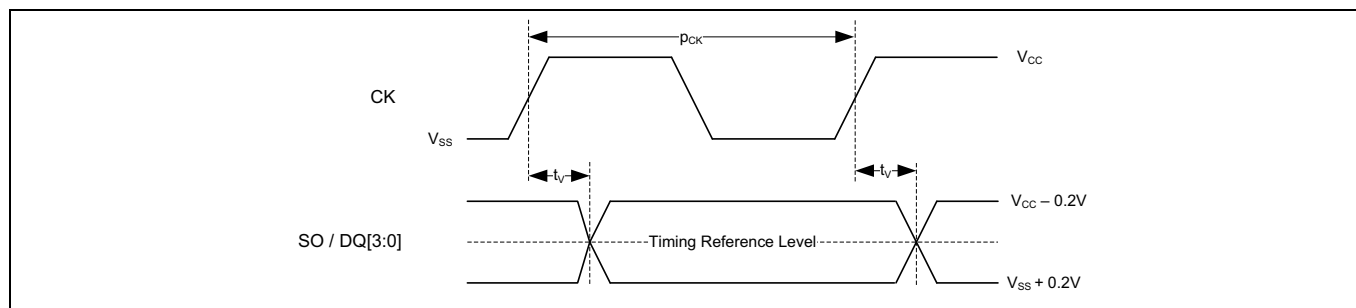 pCK
VCC
CK
VSS
tV
tV
VCC – 0.2V
SO / DQ[3:0]
Timing Reference Level
VSS + 0.2V